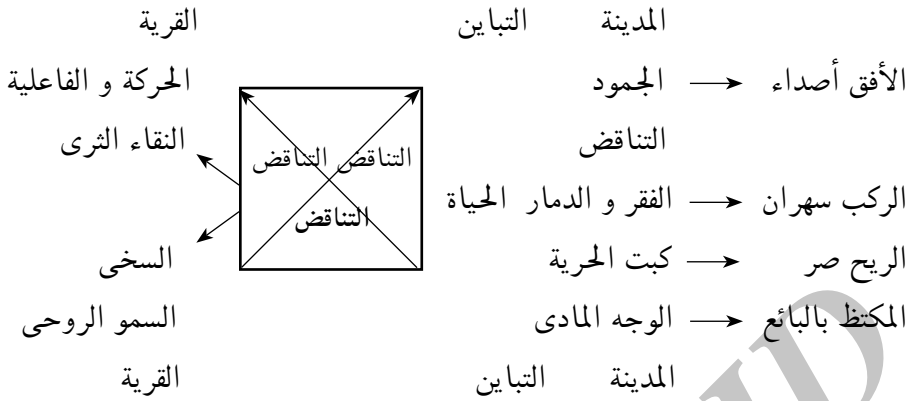 المدينة التباين القرية
الأفق أصداء ← الجمود الحركة و الفاعلية
التناقض النقاء الثرى
التناقض التناقض
الركب سهران ← الفقر و الدمار الحياة
التناقض
الريح صر ← كبت الحرية السخى
المكتظ بالبائع ← الوجه المادى السمو الروحى
المدينة التباين القرية